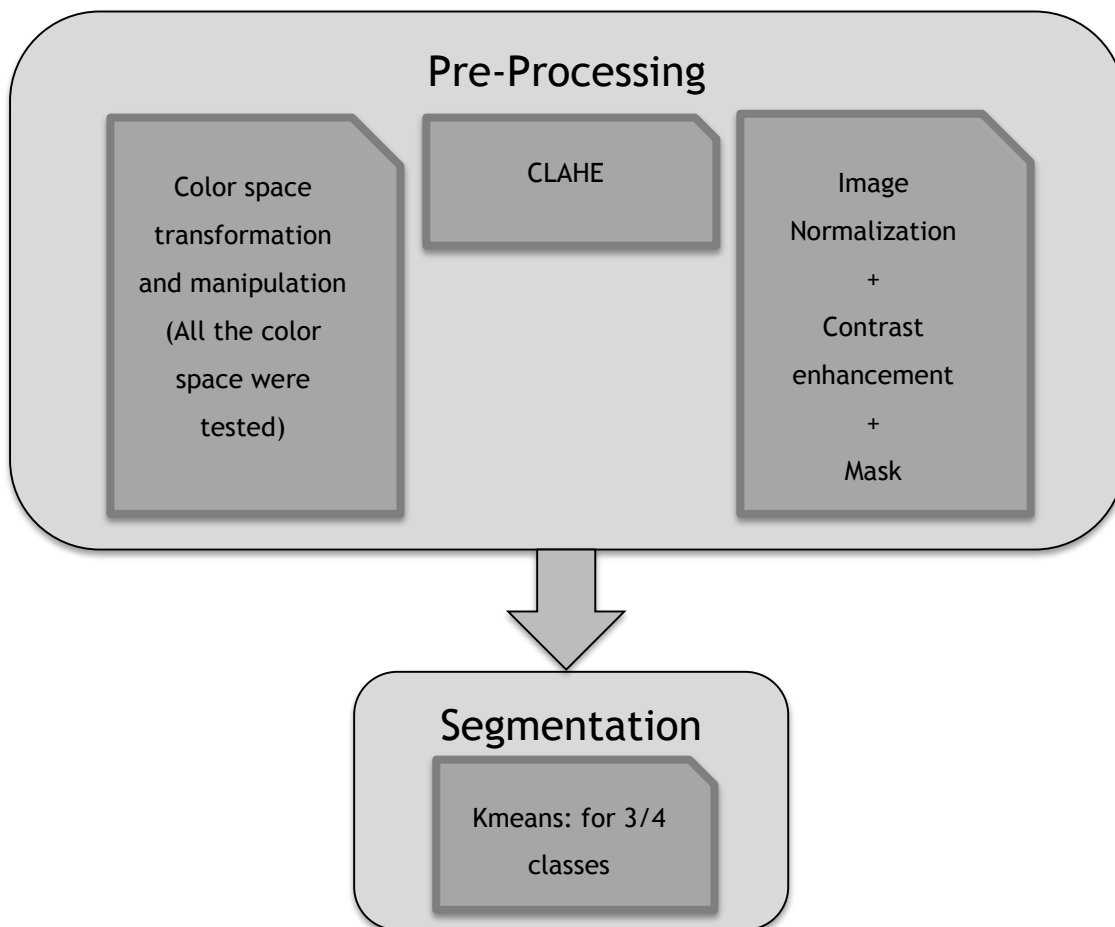 Pre-Processing
Color space
transformation
and manipulation
(All the color
space were
tested)
CLAHE
Image
Normalization
+
Contrast
enhancement
+
Mask
Segmentation
Kmeans: for 3/4
classes